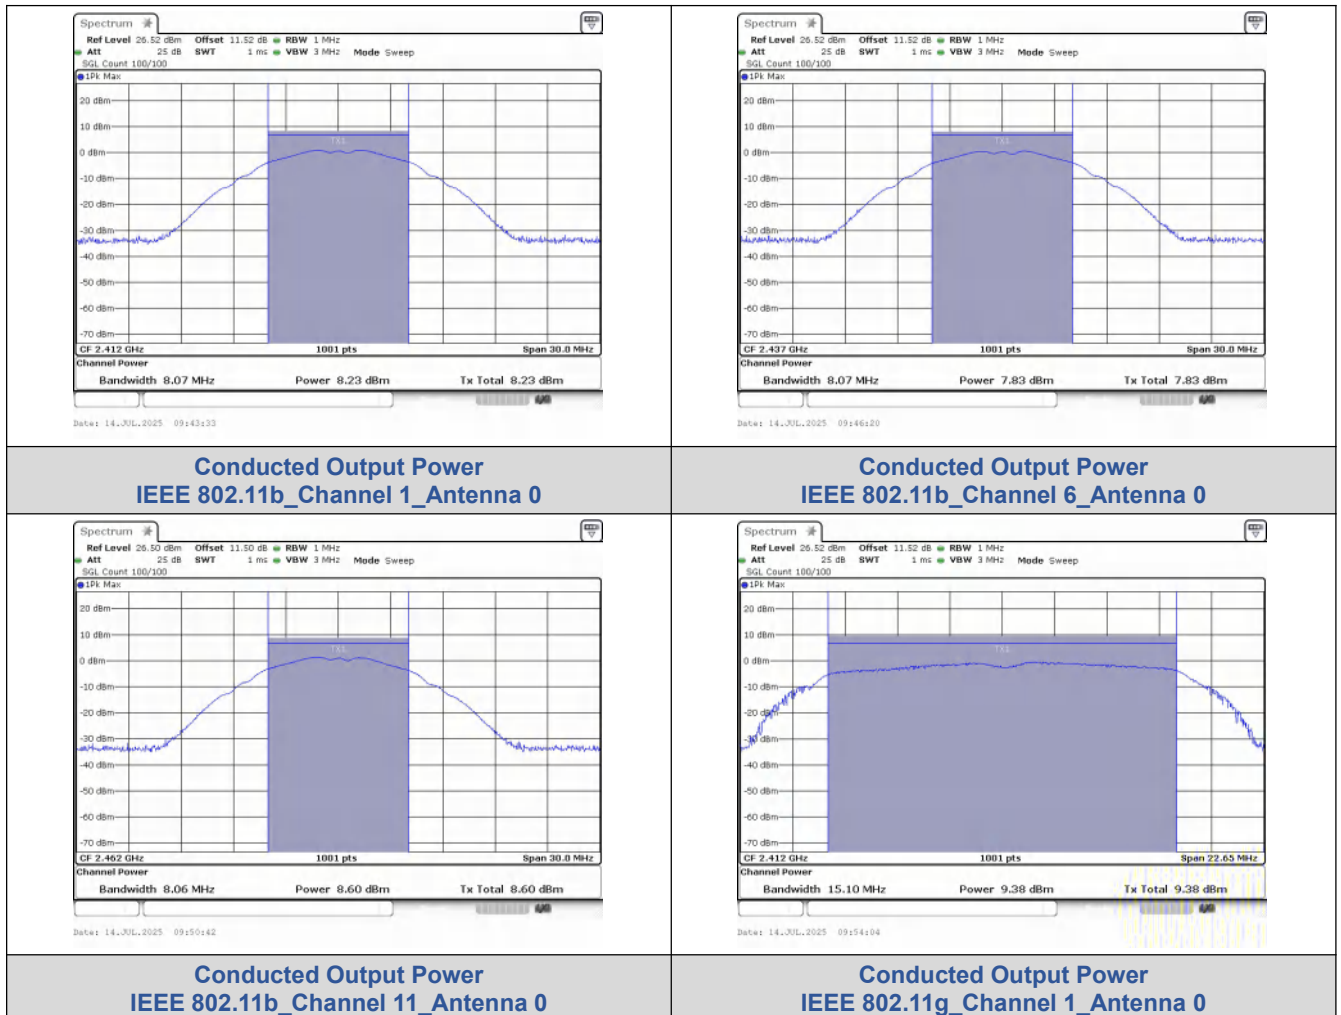 Spectrum
Ref Level 26.52 dBm Offset 11.52 dB RBW 1 MHz
Att 25 dB SWT 1 ms VBW 3 MHz Mode Sweep
SGL Count 100/100
1Pk Max
20 dBm
10 dBm
0 dBm
-10 dBm
-20 dBm
-30 dBm
-40 dBm
-50 dBm
-60 dBm
-70 dBm
CF 2.412 GHz 1001 pts Span 30.0 MHz
Channel Power
Bandwidth 8.07 MHz Power 8.23 dBm Tx Total 8.23 dBm
Date: 14.JUL.2025 09:43:33
Conducted Output Power
IEEE 802.11b_Channel 1_Antenna 0
Spectrum
Ref Level 26.52 dBm Offset 11.52 dB RBW 1 MHz
Att 25 dB SWT 1 ms VBW 3 MHz Mode Sweep
SGL Count 100/100
1Pk Max
20 dBm
10 dBm
0 dBm
-10 dBm
-20 dBm
-30 dBm
-40 dBm
-50 dBm
-60 dBm
-70 dBm
CF 2.437 GHz 1001 pts Span 30.0 MHz
Channel Power
Bandwidth 8.07 MHz Power 7.83 dBm Tx Total 7.83 dBm
Date: 14.JUL.2025 09:46:20
Conducted Output Power
IEEE 802.11b_Channel 6_Antenna 0
Spectrum
Ref Level 26.50 dBm Offset 11.50 dB RBW 1 MHz
Att 25 dB SWT 1 ms VBW 3 MHz Mode Sweep
SGL Count 100/100
1Pk Max
20 dBm
10 dBm
0 dBm
-10 dBm
-20 dBm
-30 dBm
-40 dBm
-50 dBm
-60 dBm
-70 dBm
CF 2.462 GHz 1001 pts Span 30.0 MHz
Channel Power
Bandwidth 8.06 MHz Power 8.60 dBm Tx Total 8.60 dBm
Date: 14.JUL.2025 09:50:42
Conducted Output Power
IEEE 802.11b_Channel 11_Antenna 0
Spectrum
Ref Level 26.52 dBm Offset 11.52 dB RBW 1 MHz
Att 25 dB SWT 1 ms VBW 3 MHz Mode Sweep
SGL Count 100/100
1Pk Max
20 dBm
10 dBm
0 dBm
-10 dBm
-20 dBm
-30 dBm
-40 dBm
-50 dBm
-60 dBm
-70 dBm
CF 2.412 GHz 1001 pts Span 22.65 MHz
Channel Power
Bandwidth 15.10 MHz Power 9.38 dBm Tx Total 9.38 dBm
Date: 14.JUL.2025 09:54:04
Conducted Output Power
IEEE 802.11g_Channel 1_Antenna 0